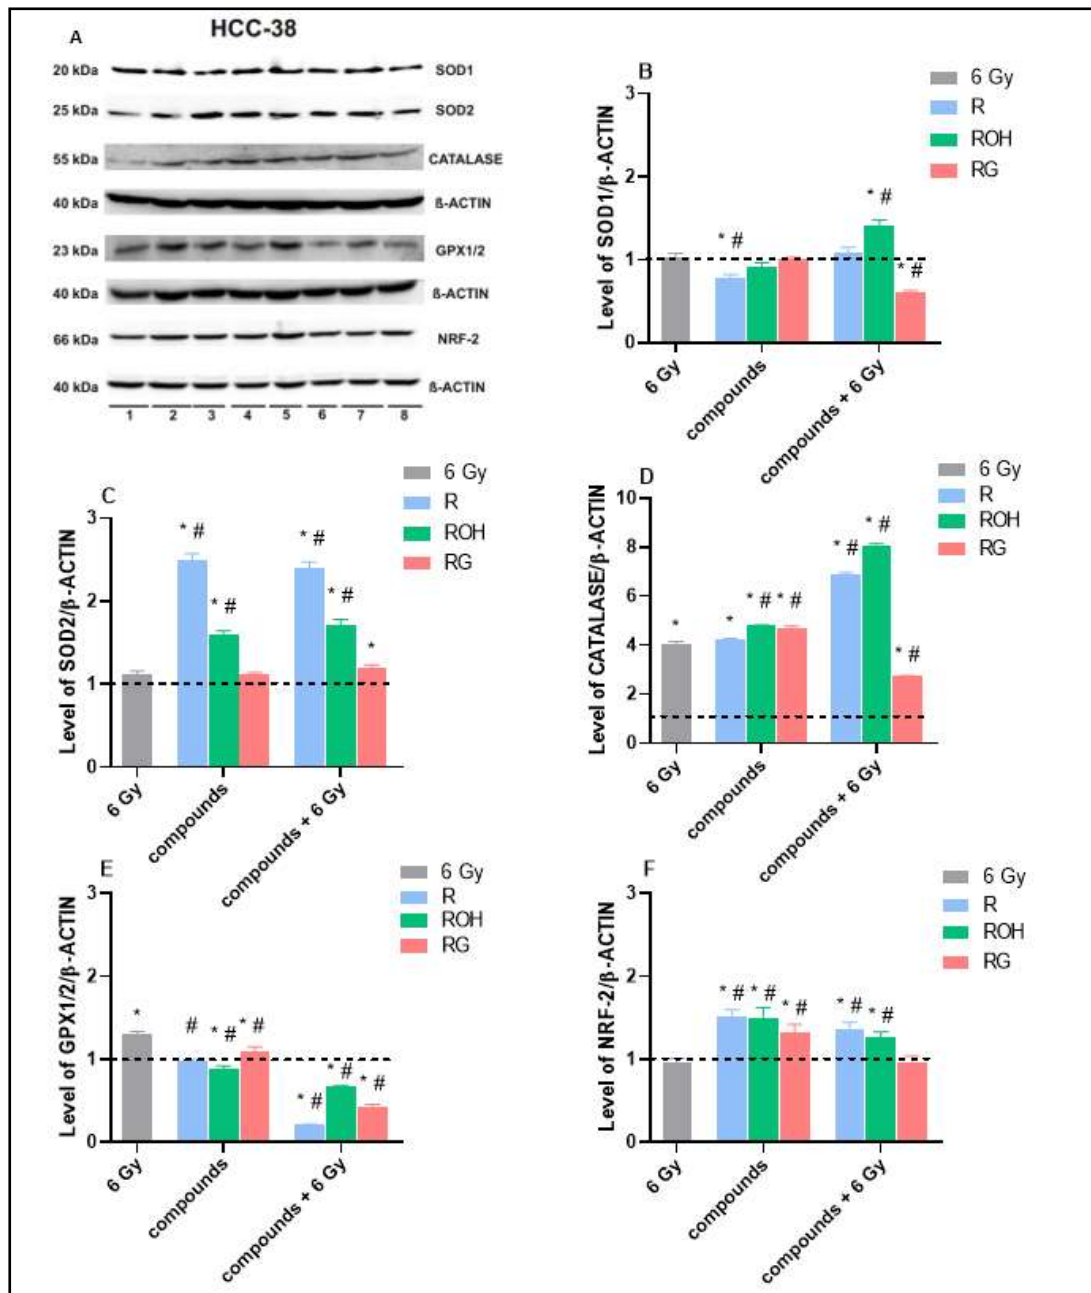 A
HCC-38
20 kDa SOD1
25 kDa SOD2
55 kDa CATALASE
40 kDa ß-ACTIN
23 kDa GPX1/2
40 kDa ß-ACTIN
66 kDa NRF-2
40 kDa ß-ACTIN
1 2 3 4 5 6 7 8
B
6 Gy
R
ROH
RG
Level of SOD1/β-ACTIN
3
2
1
0
* #
* #
* #
6 Gy
compounds
compounds + 6 Gy
C
6 Gy
R
ROH
RG
Level of SOD2/β-ACTIN
3
2
1
0
* #
* #
* #
* #
*
6 Gy
compounds
compounds + 6 Gy
D
6 Gy
R
ROH
RG
Level of CATALASE/β-ACTIN
10
8
6
4
2
0
*
*
* #
* #
* #
* #
* #
6 Gy
compounds
compounds + 6 Gy
E
6 Gy
R
ROH
RG
Level of GPX1/2/β-ACTIN
3
2
1
0
*
#
* #
* #
* #
* #
* #
6 Gy
compounds
compounds + 6 Gy
F
6 Gy
R
ROH
RG
Level of NRF-2/β-ACTIN
3
2
1
0
* #
* #
* #
* #
* #
6 Gy
compounds
compounds + 6 Gy